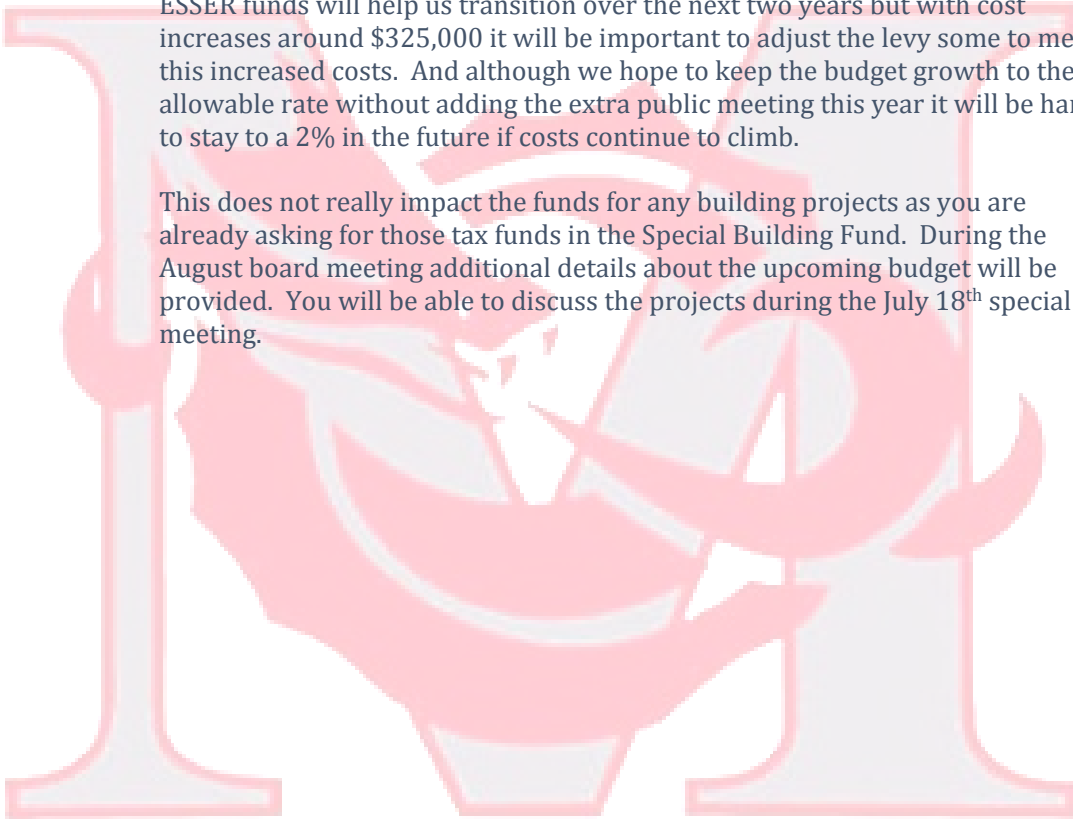 ESSER funds will help us transition over the next two years but with cost
increases around $325,000 it will be important to adjust the levy some to
this increased costs.  And although we hope to keep the budget growth to the
allowable rate without adding the extra public meeting this year it will be
to stay to a 2% in the future if costs continue to climb.
This does not really impact the funds for any building projects as you are
already asking for those tax funds in the Special Building Fund.  During the
August board meeting additional details about the upcoming budget will be
provided.  You will be able to discuss the projects during the July 18th special
meeting.